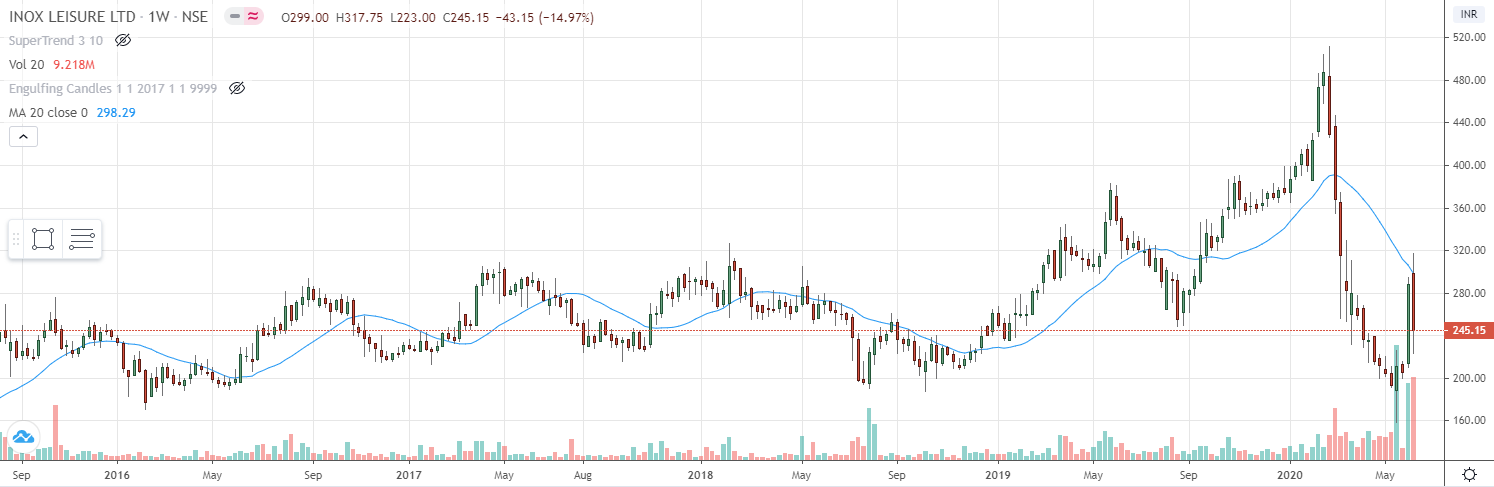 INOX LEISURE LTD · 1W · NSE O299.00 H317.75 L223.00 C245.15 −43.15 (−14.97%)
INR
SuperTrend 3 10
Vol 20 9.218M
Engulfing Candles 1 1 2017 1 1 9999
MA 20 close 0 298.29
520.00
480.00
440.00
400.00
360.00
320.00
280.00
245.15
200.00
160.00
Sep 2016 May Sep 2017 May Aug 2018 May Sep 2019 May Sep 2020 May